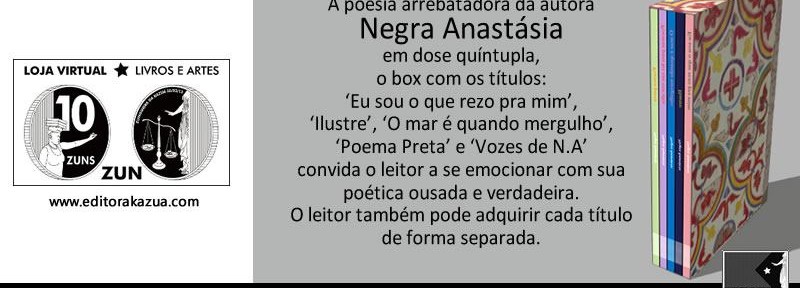 LOJA VIRTUAL ★ LIVROS E ARTES
10
ZUNS
ZUN
www.editorakazua.com
A poesia arrebatadora da autora
Negra Anastásia
em dose quíntupla,
o box com os títulos:
‘Eu sou o que rezo pra mim’,
‘Ilustre’, ‘O mar é quando mergulho’,
‘Poema Preta’ e ‘Vozes de N.A’
convida o leitor a se emocionar com sua
poética ousada e verdadeira.
O leitor também pode adquirir cada título
de forma separada.